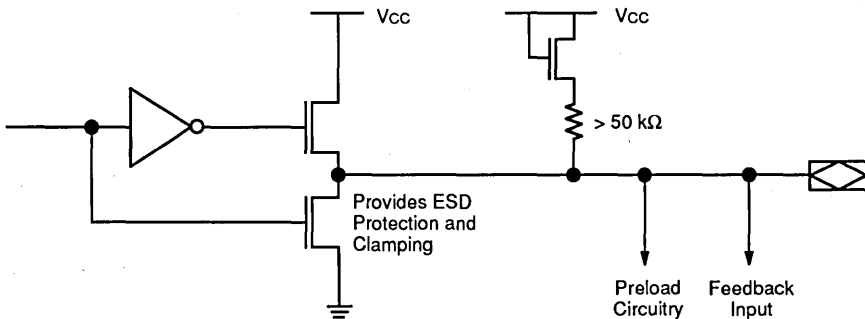 Vcc
Vcc
> 50 kΩ
Provides ESD
Protection and
Clamping
Preload
Circuitry
Feedback
Input